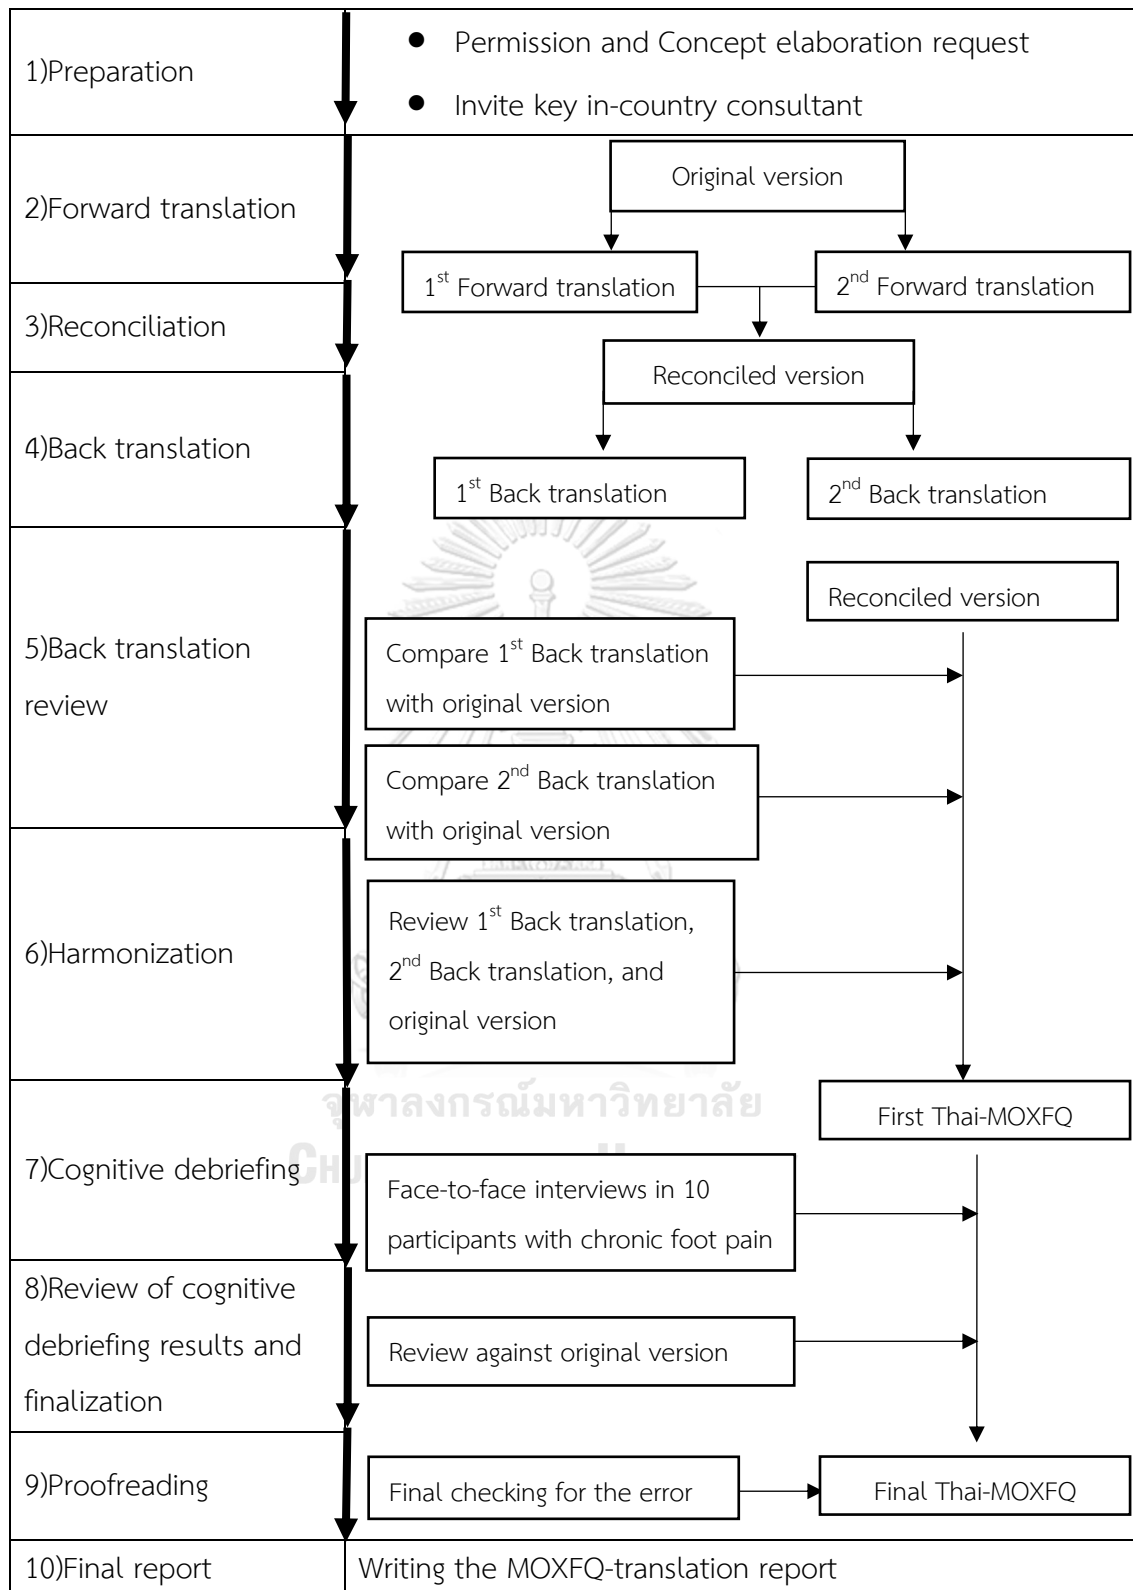 1)Preparation
● Permission and Concept elaboration request
● Invite key in-country consultant
2)Forward translation
Original version
1st Forward translation
2nd Forward translation
3)Reconciliation
Reconciled version
4)Back translation
1st Back translation
2nd Back translation
5)Back translation
review
Reconciled version
Compare 1st Back translation
with original version
Compare 2nd Back translation
with original version
6)Harmonization
Review 1st Back translation,
2nd Back translation, and
original version
จุฬาลงกรณ์มหาวิทยาลัย
First Thai-MOXFQ
7)Cognitive debriefing
Face-to-face interviews in 10
participants with chronic foot pain
8)Review of cognitive
debriefing results and
finalization
Review against original version
9)Proofreading
Final checking for the error
Final Thai-MOXFQ
10)Final report
Writing the MOXFQ-translation report